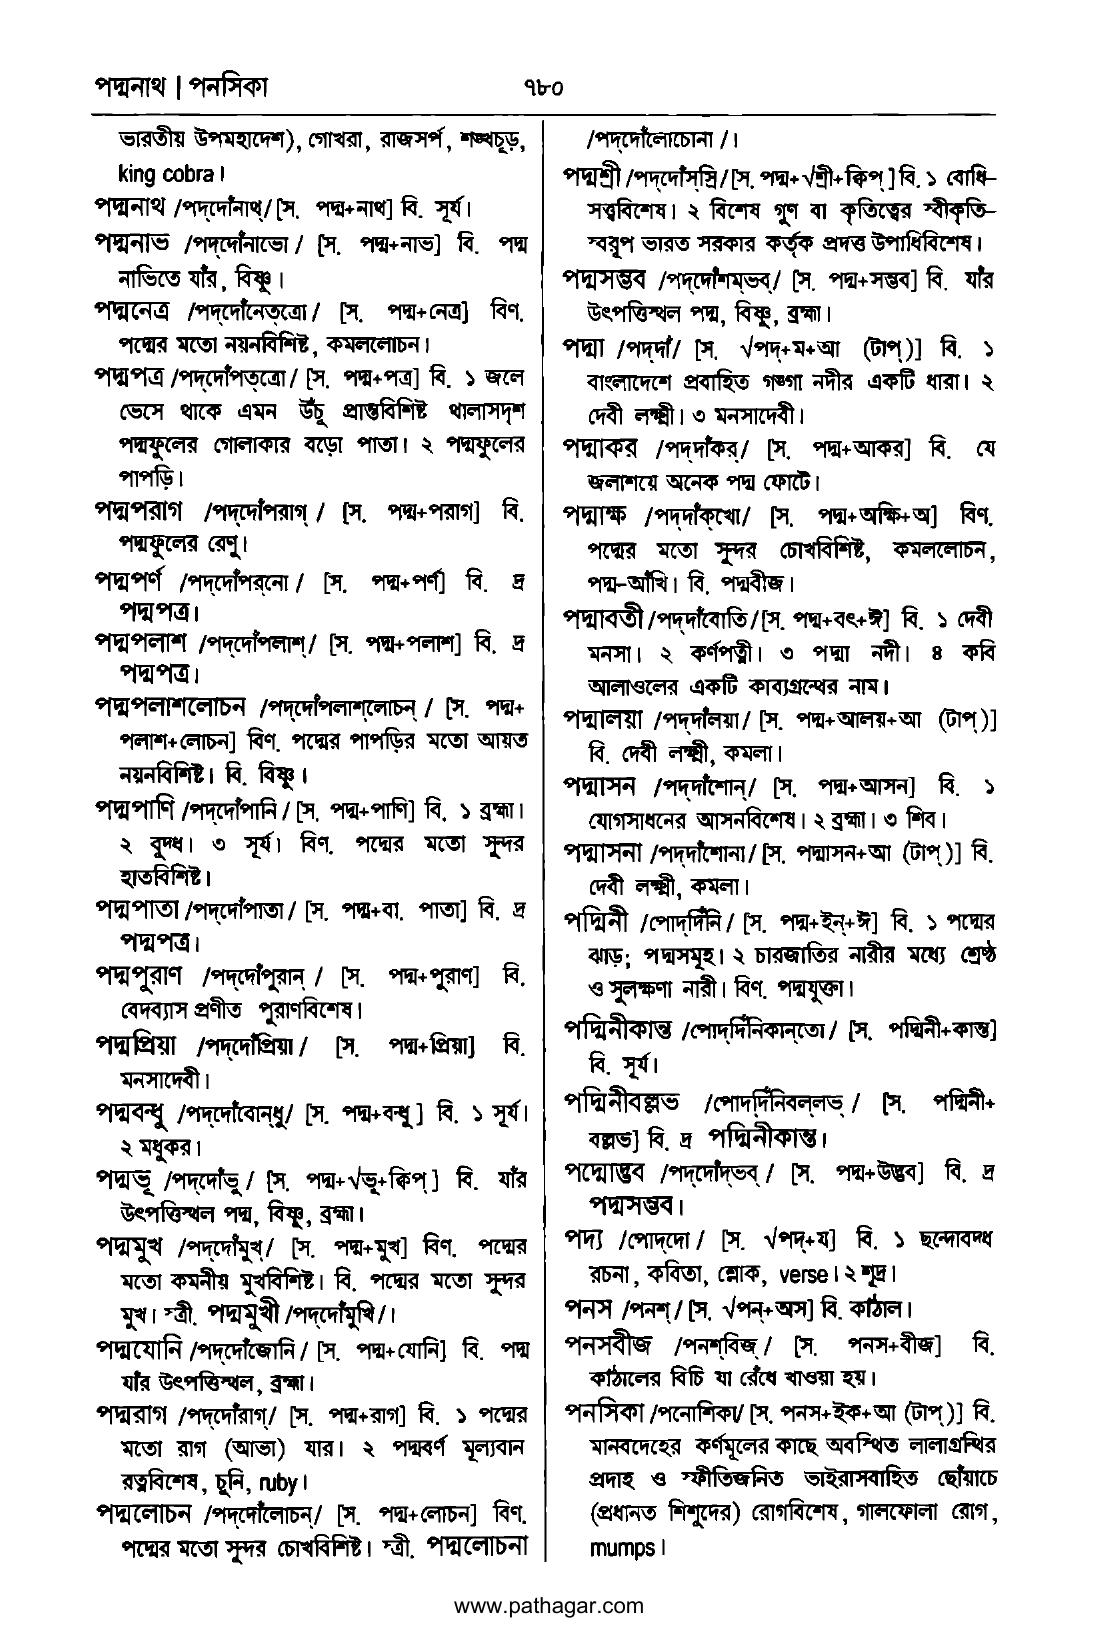 পদ্মনাথ | পনসিকা
৭৮০
ভারতীয় উপমহাদেশ), গোখরা, রাজসর্প, শঙ্খচূড়,
king cobra।
পদ্মনাথ /পদ্‌দোঁনাথ্/ [স. পদ্ম+নাথ] বি. সূর্য।
পদ্মনাভ /পদ্‌দোঁনাভো/ [স. পদ্ম+নাভ] বি. পদ্ম
নাভিতে যাঁর, বিষ্ণু।
পদ্মনেত্র /পদ্‌দোঁনেত্‌ত্রো/ [স. পদ্ম+নেত্র] বিণ.
পদ্মের মতো নয়নবিশিষ্ট, কমললোচন।
পদ্মপত্র /পদ্‌দোঁপত্‌ত্রো/ [স. পদ্ম+পত্র] বি. ১ জলে
ভেসে থাকে এমন উঁচু প্রান্তবিশিষ্ট থালাসদৃশ
পদ্মফুলের গোলাকার বড়ো পাতা। ২ পদ্মফুলের
পাপড়ি।
পদ্মপরাগ /পদ্‌দোঁপরাগ্/ [স. পদ্ম+পরাগ] বি.
পদ্মফুলের রেণু।
পদ্মপর্ণ /পদ্‌দোঁপর্‌নো/ [স. পদ্ম+পর্ণ] বি. দ্র
পদ্মপত্র।
পদ্মপলাশ /পদ্‌দোঁপলাশ্/ [স. পদ্ম+পলাশ] বি. দ্র
পদ্মপত্র।
পদ্মপলাশলোচন /পদ্‌দোঁপলাশ্‌লোচন্/ [স. পদ্ম+
পলাশ+লোচন] বিণ. পদ্মের পাপড়ির মতো আয়ত
নয়নবিশিষ্ট। বি. বিষ্ণু।
পদ্মপাণি /পদ্‌দোঁপানি/ [স. পদ্ম+পাণি] বি. ১ ব্রহ্মা।
২ বুদ্ধ। ৩ সূর্য। বিণ. পদ্মের মতো সুন্দর
হাতবিশিষ্ট।
পদ্মপাতা /পদ্‌দোঁপাতা/ [স. পদ্ম+বা. পাতা] বি. দ্র
পদ্মপত্র।
পদ্মপুরাণ /পদ্‌দোঁপুরান্/ [স. পদ্ম+পুরাণ] বি.
বেদব্যাস প্রণীত পুরাণবিশেষ।
পদ্মপ্রিয়া /পদ্‌দোঁপ্রিয়া/ [স. পদ্ম+প্রিয়া] বি.
মনসাদেবী।
পদ্মবন্ধু /পদ্‌দোঁবোন্‌ধু/ [স. পদ্ম+বন্ধু] বি. ১ সূর্য।
২ মধুকর।
পদ্মভূ /পদ্‌দোঁভু/ [স. পদ্ম+√ভূ+ক্বিপ্] বি. যাঁর
উৎপত্তিস্থল পদ্ম, বিষ্ণু, ব্রহ্মা।
পদ্মমুখ /পদ্‌দোঁমুখ্/ [স. পদ্ম+মুখ] বিণ. পদ্মের
মতো কমনীয় মুখবিশিষ্ট। বি. পদ্মের মতো সুন্দর
মুখ। স্ত্রী. পদ্মমুখী /পদ্‌দোঁমুখি/।
পদ্মযোনি /পদ্‌দোঁজোনি/ [স. পদ্ম+যোনি] বি. পদ্ম
যাঁর উৎপত্তিস্থল, ব্রহ্মা।
পদ্মরাগ /পদ্‌দোঁরাগ্/ [স. পদ্ম+রাগ] বি. ১ পদ্মের
মতো রাগ (আভা) যার। ২ পদ্মবর্ণ মূল্যবান
রত্নবিশেষ, চুনি, ruby।
পদ্মলোচন /পদ্‌দোঁলোচন্/ [স. পদ্ম+লোচন] বিণ.
পদ্মের মতো সুন্দর চোখবিশিষ্ট। স্ত্রী. পদ্মলোচনা
/পদ্‌দোঁলোচোনা/।
পদ্মশ্রী /পদ্‌দোঁস্‌স্রি/ [স. পদ্ম+√শ্রী+ক্বিপ্] বি. ১ বোধি-
সত্ত্ববিশেষ। ২ বিশেষ গুণ বা কৃতিত্বের স্বীকৃতি-
স্বরূপ ভারত সরকার কর্তৃক প্রদত্ত উপাধিবিশেষ।
পদ্মসম্ভব /পদ্‌দোঁশম্‌ভব্/ [স. পদ্ম+সম্ভব] বি. যাঁর
উৎপত্তিস্থল পদ্ম, বিষ্ণু, ব্রহ্মা।
পদ্মা /পদ্‌দাঁ/ [স. √পদ্+ম+আ (টাপ্)] বি. ১
বাংলাদেশে প্রবাহিত গঙ্গা নদীর একটি ধারা। ২
দেবী লক্ষ্মী। ৩ মনসাদেবী।
পদ্মাকর /পদ্‌দাঁকর্/ [স. পদ্ম+আকর] বি. যে
জলাশয়ে অনেক পদ্ম ফোটে।
পদ্মাক্ষ /পদ্‌দাঁক্‌খো/ [স. পদ্ম+অক্ষি+অ] বিণ.
পদ্মের মতো সুন্দর চোখবিশিষ্ট, কমললোচন,
পদ্ম-আঁখি। বি. পদ্মবীজ।
পদ্মাবতী /পদ্‌দাঁবোতি/ [স. পদ্ম+বৎ+ঈ] বি. ১ দেবী
মনসা। ২ কর্ণপত্নী। ৩ পদ্মা নদী। ৪ কবি
আলাওলের একটি কাব্যগ্রন্থের নাম।
পদ্মালয়া /পদ্‌দাঁলয়া/ [স. পদ্ম+আলয়+আ (টাপ্)]
বি. দেবী লক্ষ্মী, কমলা।
পদ্মাসন /পদ্‌দাঁশোন্/ [স. পদ্ম+আসন] বি. ১
যোগসাধনের আসনবিশেষ। ২ ব্রহ্মা। ৩ শিব।
পদ্মাসনা /পদ্‌দাঁশোনা/ [স. পদ্মাসন+আ (টাপ্)] বি.
দেবী লক্ষ্মী, কমলা।
পদ্মিনী /পোদ্‌দিঁনি/ [স. পদ্ম+ইন্+ঈ] বি. ১ পদ্মের
ঝাড়; পদ্মসমূহ। ২ চারজাতির নারীর মধ্যে শ্রেষ্ঠ
ও সুলক্ষণা নারী। বিণ. পদ্মযুক্তা।
পদ্মিনীকান্ত /পোদ্‌দিঁনিকান্‌তো/ [স. পদ্মিনী+কান্ত]
বি. সূর্য।
পদ্মিনীবল্লভ /পোদ্‌দিঁনিবল্‌লভ্/ [স. পদ্মিনী+
বল্লভ] বি. দ্র পদ্মিনীকান্ত।
পদ্মোদ্ভব /পদ্‌দোঁদ্‌ভব্/ [স. পদ্ম+উদ্ভব] বি. দ্র
পদ্মসম্ভব।
পদ্য /পোদ্‌দো/ [স. √পদ্+য] বি. ১ ছন্দোবদ্ধ
রচনা, কবিতা, শ্লোক, verse। ২ শূদ্র।
পনস /পনশ্/ [স. √পন্+অস] বি. কাঁঠাল।
পনসবীজ /পনশ্‌বিজ্/ [স. পনস+বীজ] বি.
কাঁঠালের বিচি যা রেঁধে খাওয়া হয়।
পনসিকা /পনোশিকা/ [স. পনস+ইক+আ (টাপ্)] বি.
মানবদেহের কর্ণমূলের কাছে অবস্থিত লালাগ্রন্থির
প্রদাহ ও স্ফীতিজনিত ভাইরাসবাহিত ছোঁয়াচে
(প্রধানত শিশুদের) রোগবিশেষ, গালফোলা রোগ,
mumps।
www.pathagar.com